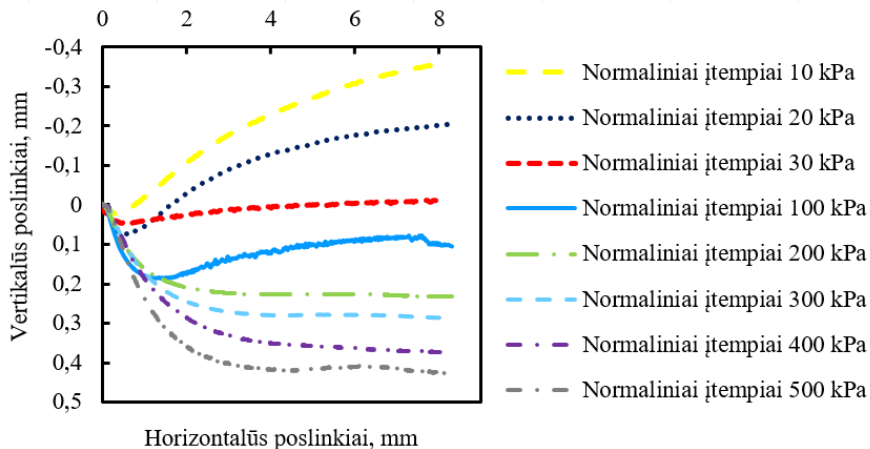 0 2 4 6 8
-0,4
-0,3
-0,2
-0,1
0
0,1
0,2
0,3
0,4
0,5
Vertikalūs poslinkiai, mm
Horizontalūs poslinkiai, mm
Normaliniai įtempiai 10 kPa
Normaliniai įtempiai 20 kPa
Normaliniai įtempiai 30 kPa
Normaliniai įtempiai 100 kPa
Normaliniai įtempiai 200 kPa
Normaliniai įtempiai 300 kPa
Normaliniai įtempiai 400 kPa
Normaliniai įtempiai 500 kPa